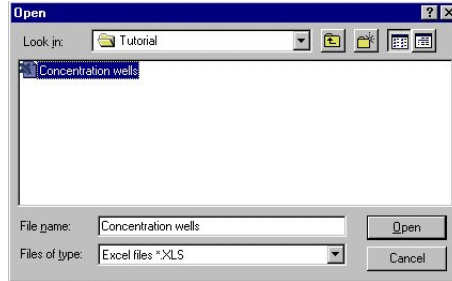 Open
Look in: Tutorial
Concentration wells
File name: Concentration wells Open
Files of type: Excel files *.XLS Cancel